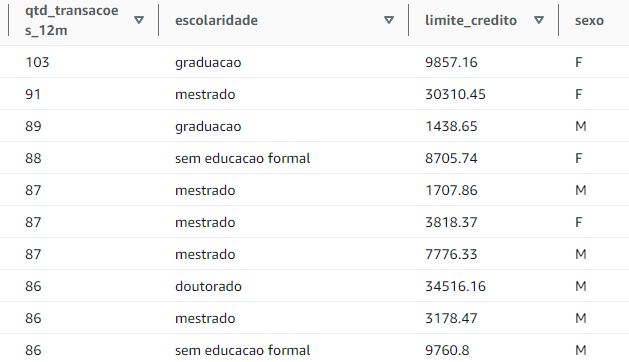 qtd_transacoe
s_12m escolaridade limite_credito sexo
103 graduacao 9857.16 F
91 mestrado 30310.45 F
89 graduacao 1438.65 M
88 sem educacao formal 8705.74 F
87 mestrado 1707.86 M
87 mestrado 3818.37 F
87 mestrado 7776.33 M
86 doutorado 34516.16 M
86 mestrado 3178.47 M
86 sem educacao formal 9760.8 M